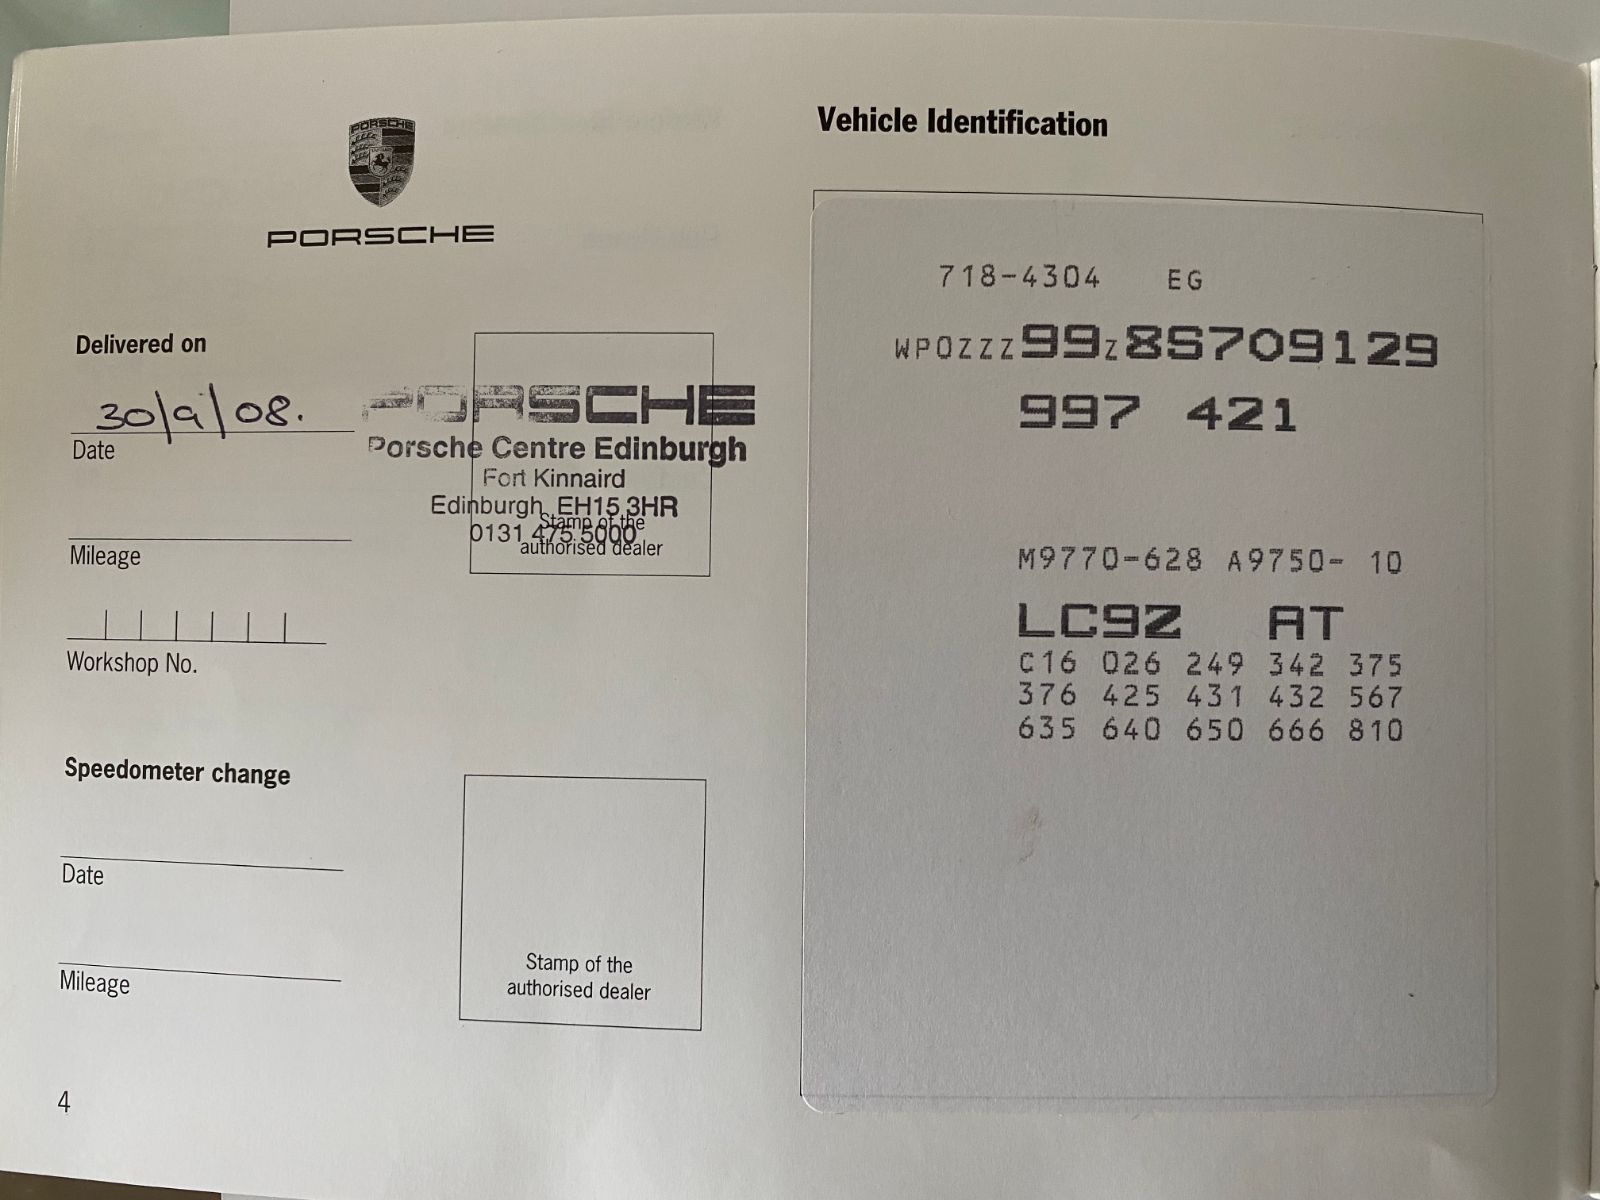 PORSCHE
PORSCHE
Delivered on
30/9/08.
Date
Mileage
Workshop No.
PORSCHE
Porsche Centre Edinburgh
Fort Kinnaird
Edinburgh EH15 3HR
0131 475 5000
Stamp of the
authorised dealer
Speedometer change
Date
Mileage
Stamp of the
authorised dealer
4
Vehicle Identification
718-4304 EG
WP0ZZZ99Z8S709129
997 421
M9770-628 A9750- 10
LC9Z AT
C16 026 249 342 375
376 425 431 432 567
635 640 650 666 810